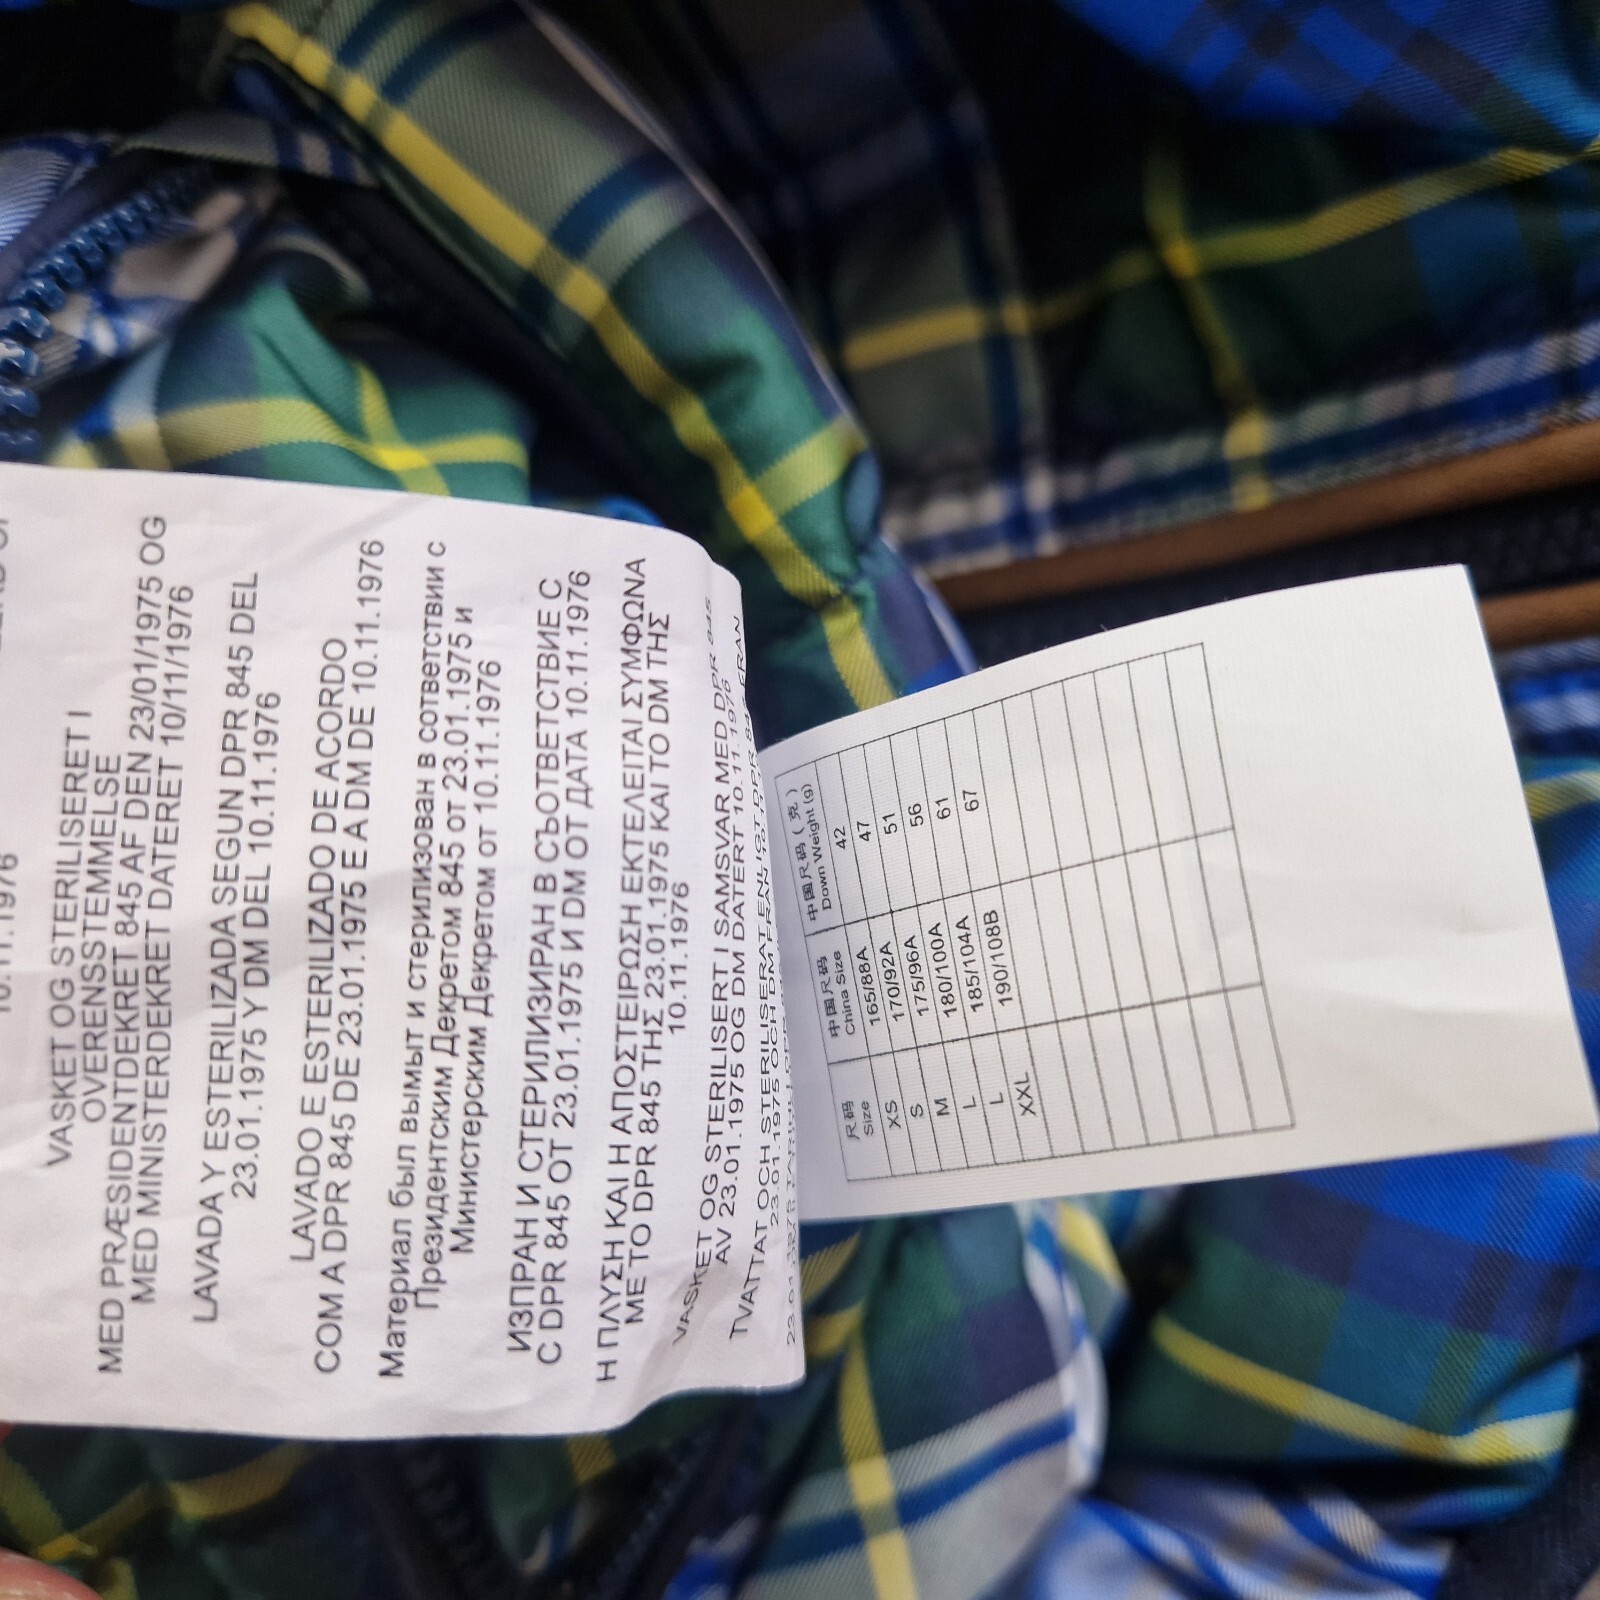 10.11.1976
VASKET OG STERILISERET I
OVERENSSTEMMELSE
MED PRÆSIDENTDEKRET 845 AF DEN 23/01/1975 OG
MED MINISTERDEKRET DATERET 10/11/1976
LAVADA Y ESTERILIZADA SEGUN DPR 845 DEL
23.01.1975 Y DM DEL 10.11.1976
LAVADO E ESTERILIZADO DE ACORDO
COM A DPR 845 DE 23.01.1975 E A DM DE 10.11.1976
Материал был вымыт и стерилизован в сответствии с
Президентским Декретом 845 от 23.01.1975 и
Министерским Декретом от 10.11.1976
ИЗПРАН И СТЕРИЛИЗИРАН В СЪОТВЕТСТВИЕ С
С DPR 845 ОТ 23.01.1975 И DM ОТ ДАТА 10.11.1976
Η ΠΛΥΣΗ ΚΑΙ Η ΑΠΟΣΤΕΙΡΩΣΗ ΕΚΤΕΛΕΙΤΑΙ ΣΥΜΦΩΝΑ
ΜΕ ΤΟ DPR 845 ΤΗΣ 23.01.1975 ΚΑΙ ΤΟ DM ΤΗΣ
10.11.1976
VASKET OG STERILISERT I SAMSVAR MED DPR 845
AV 23.01.1975 OG DM DATERT 10.11.1976
TVATTAT OCH STERILISERAT ENLIGT DPR 845 FRAN
23.01.1975 OCH DM FRAN
尺码 中国尺码 中国尺码（克）
Size China Size Down Weight (g)
XS 165/88A 42
S 170/92A 47
M 175/96A 51
L 180/100A 56
L 185/104A 61
XXL 190/108B 67